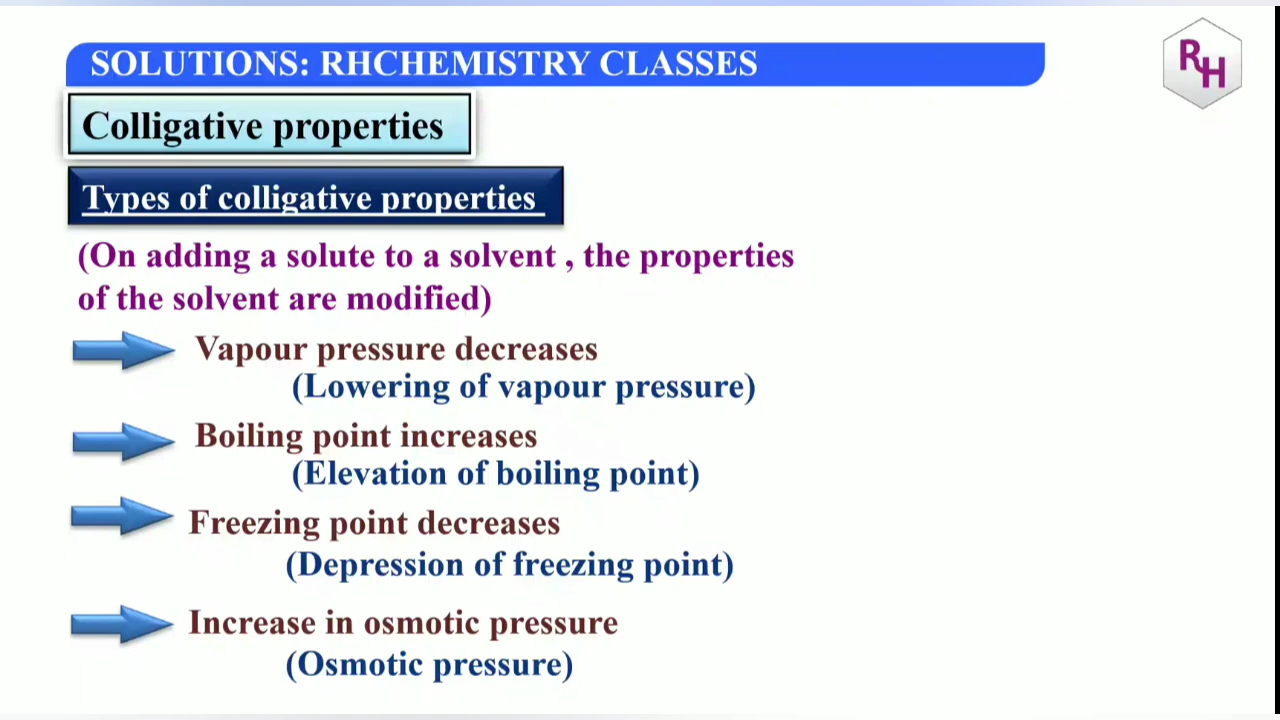 SOLUTIONS: RHCHEMISTRY CLASSES
RH
Colligative properties
Types of colligative properties
(On adding a solute to a solvent , the properties
of the solvent are modified)
Vapour pressure decreases
(Lowering of vapour pressure)
Boiling point increases
(Elevation of boiling point)
Freezing point decreases
(Depression of freezing point)
Increase in osmotic pressure
(Osmotic pressure)